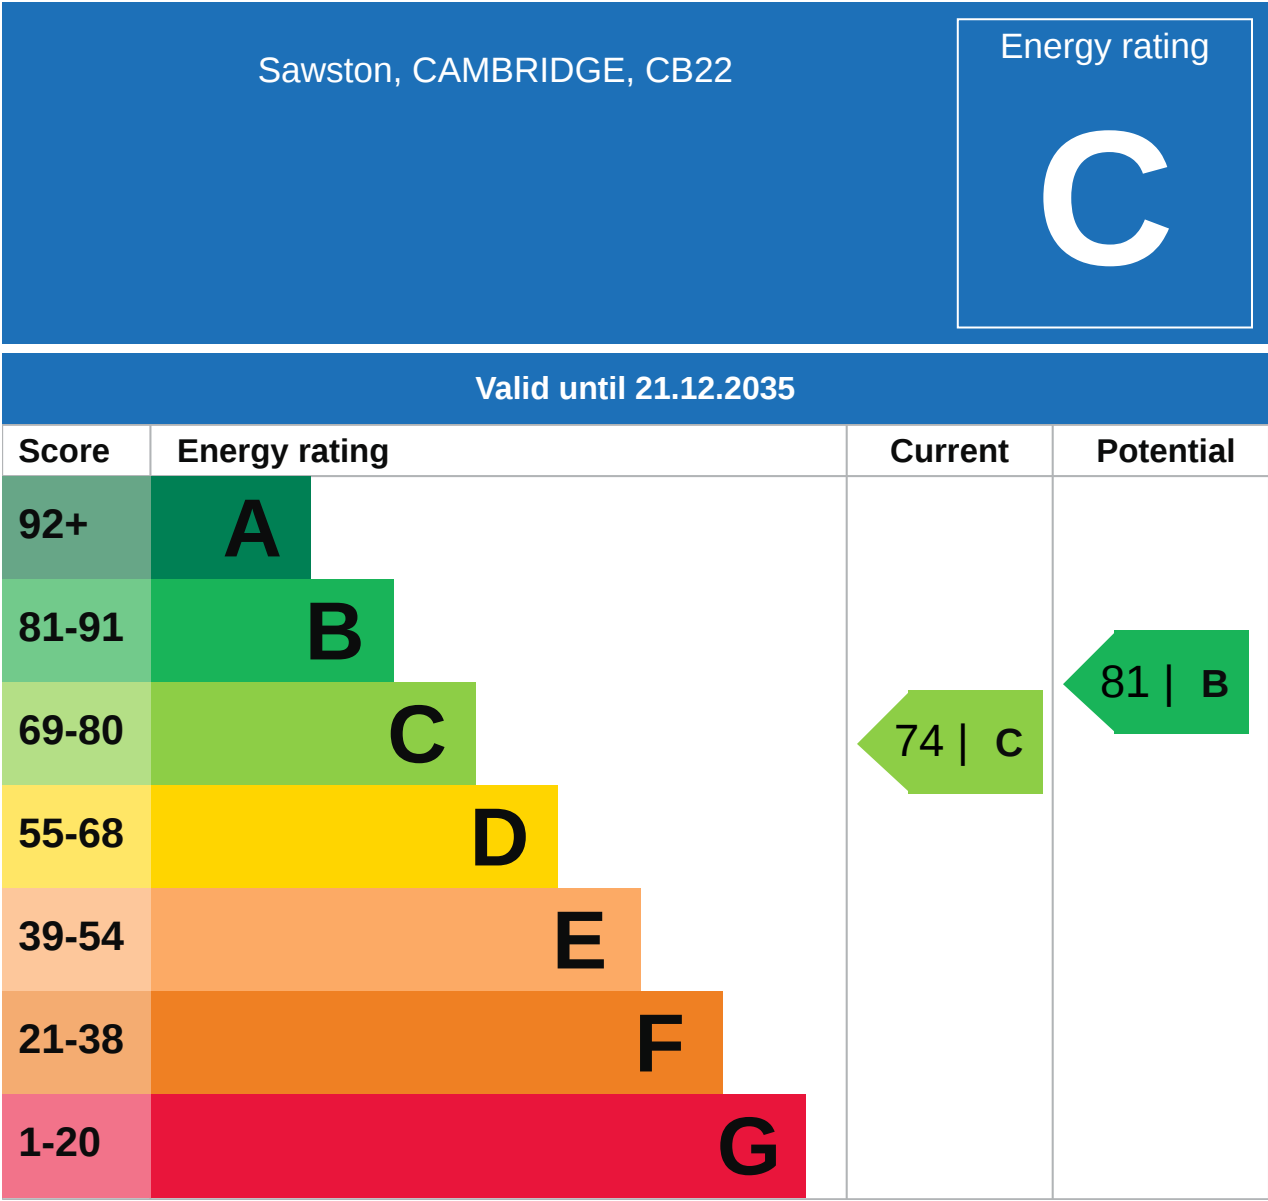 Sawston, CAMBRIDGE, CB22
Energy rating
C
Valid until 21.12.2035
Score Energy rating Current Potential
92+ A
81-91 B
81 | B
69-80 C
74 | C
55-68 D
39-54 E
21-38 F
1-20 G